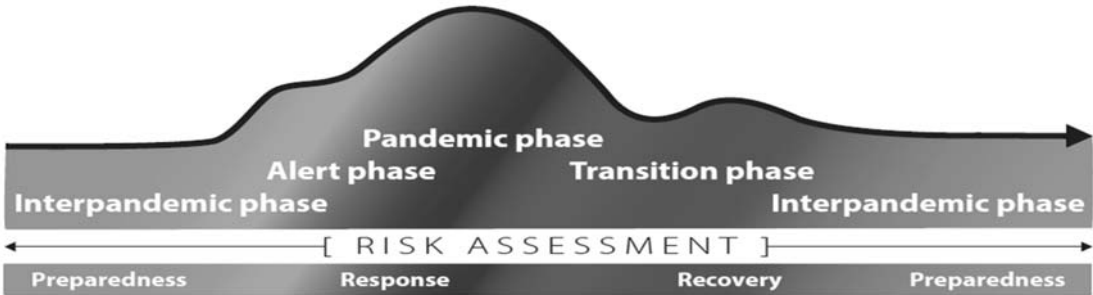 Pandemic phase
Alert phase Transition phase
Interpandemic phase Interpandemic phase
[ RISK ASSESSMENT ]
Preparedness Response Recovery Preparedness